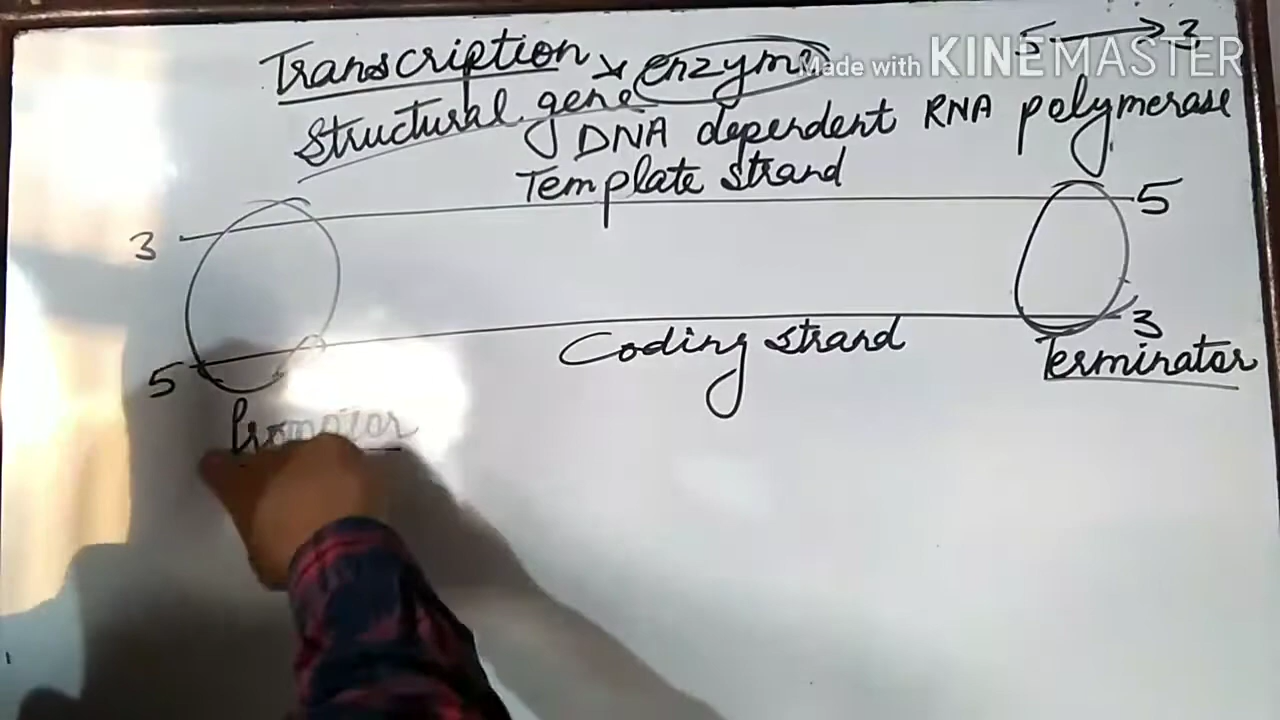 5 → 3
Transcription enzyme
Made with KINEMASTER
Structural gene
DNA dependent RNA polymerase
Template strand
3 5
Coding strand
5 3
Terminator
Promotor